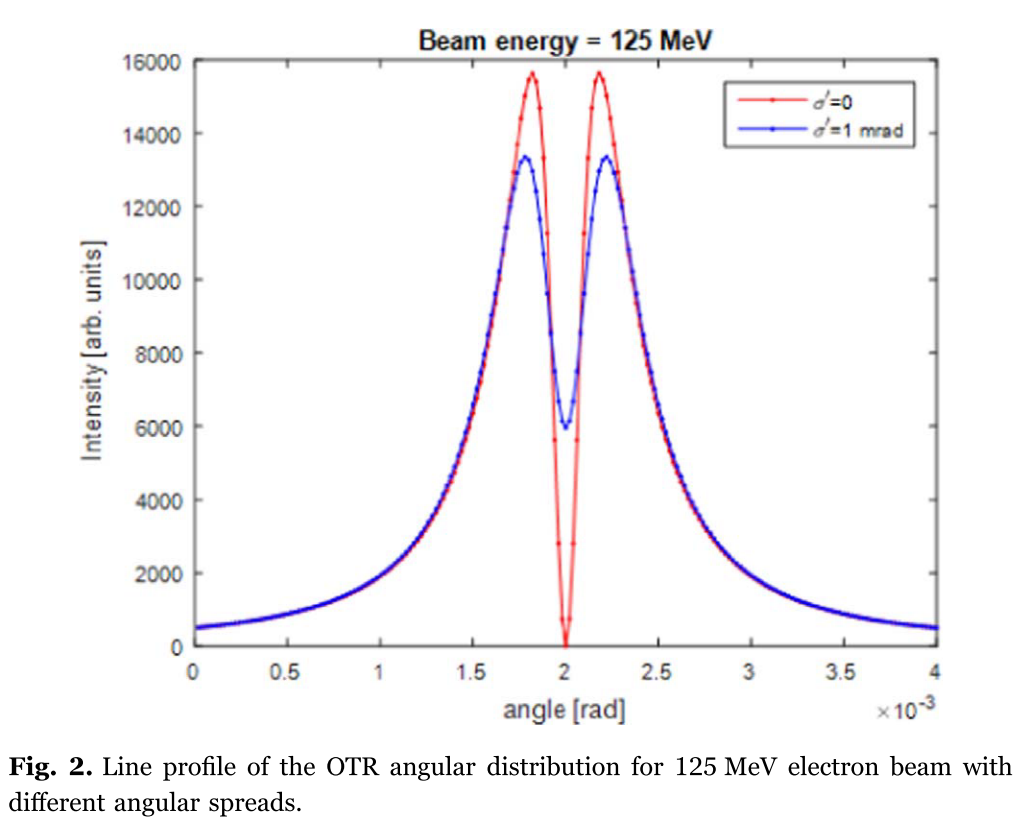 Beam energy = 125 MeV
16000
14000
12000
10000
8000
6000
4000
2000
0
Intensity [arb. units]
σ'=0
σ'=1 mrad
0 0.5 1 1.5 2 2.5 3 3.5 4
angle [rad]
×10⁻³
Fig. 2. Line profile of the OTR angular distribution for 125 MeV electron beam with
different angular spreads.